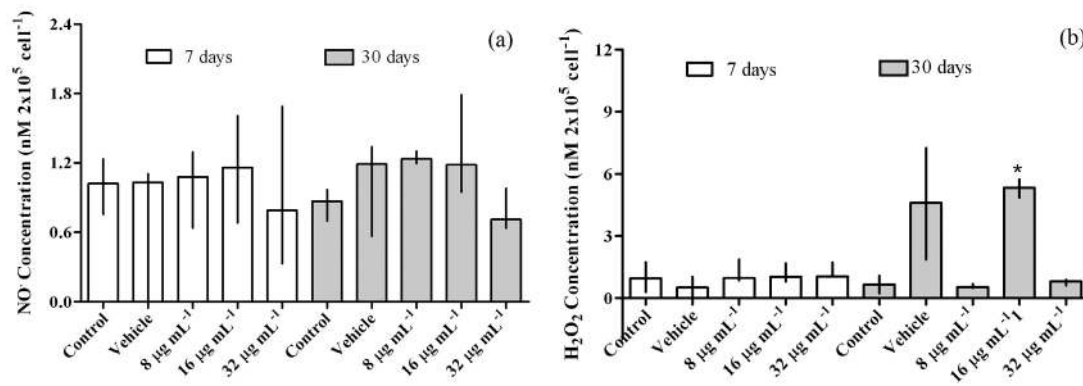 (a)
7 days
30 days
NO· Concentration (nM 2x10⁵ cell⁻¹)
2.4
1.8
1.2
0.6
0.0
Control
Vehicle
8 µg mL⁻¹
16 µg mL⁻¹
32 µg mL⁻¹
Control
Vehicle
8 µg mL⁻¹
16 µg mL⁻¹
32 µg mL⁻¹
(b)
7 days
30 days
H₂O₂ Concentration (nM 2x10⁵ cell⁻¹)
12
9
6
3
0
*
Control
Vehicle
8 µg mL⁻¹
16 µg mL⁻¹
32 µg mL⁻¹
Control
Vehicle
8 µg mL⁻¹
16 µg mL⁻¹1
32 µg mL⁻¹